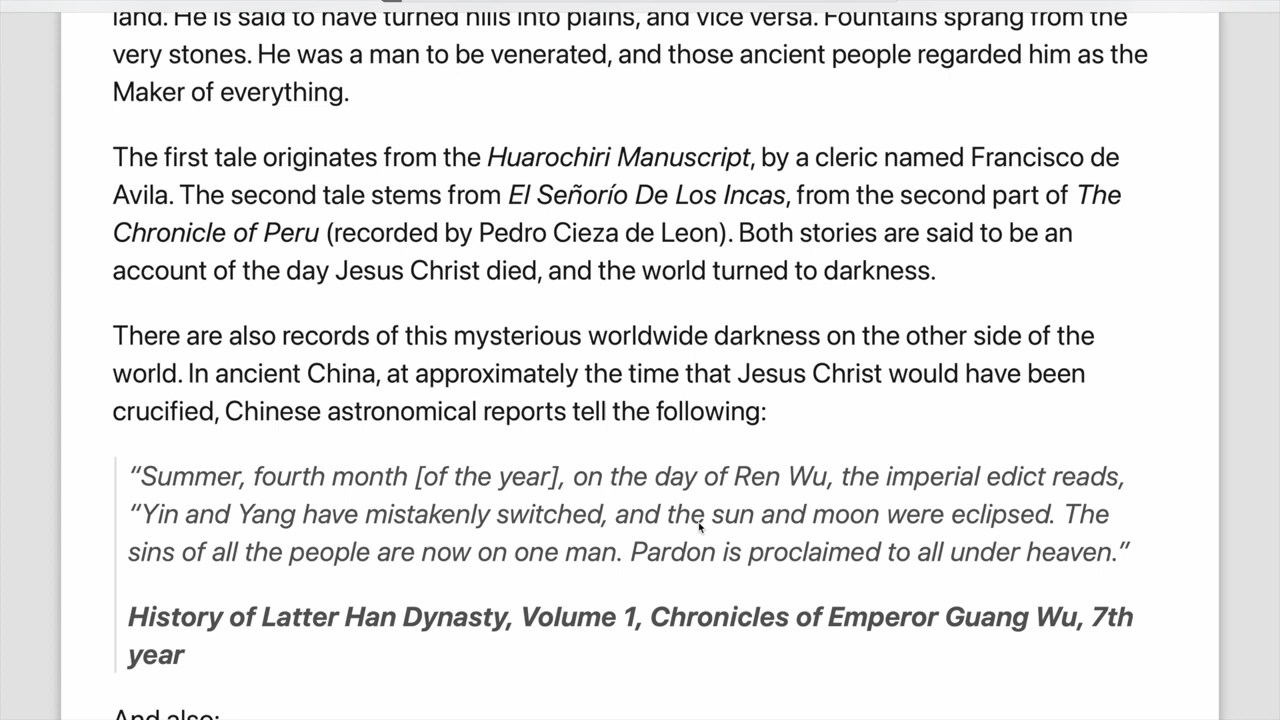 land. He is said to have turned hills into plains, and vice versa. Fountains sprang from the
very stones. He was a man to be venerated, and those ancient people regarded him as the
Maker of everything.
The first tale originates from the Huarochiri Manuscript, by a cleric named Francisco de
Avila. The second tale stems from El Señorío De Los Incas, from the second part of The
Chronicle of Peru (recorded by Pedro Cieza de Leon). Both stories are said to be an
account of the day Jesus Christ died, and the world turned to darkness.
There are also records of this mysterious worldwide darkness on the other side of the
world. In ancient China, at approximately the time that Jesus Christ would have been
crucified, Chinese astronomical reports tell the following:
“Summer, fourth month [of the year], on the day of Ren Wu, the imperial edict reads,
“Yin and Yang have mistakenly switched, and the sun and moon were eclipsed. The
sins of all the people are now on one man. Pardon is proclaimed to all under heaven.”
History of Latter Han Dynasty, Volume 1, Chronicles of Emperor Guang Wu, 7th
year
And also: